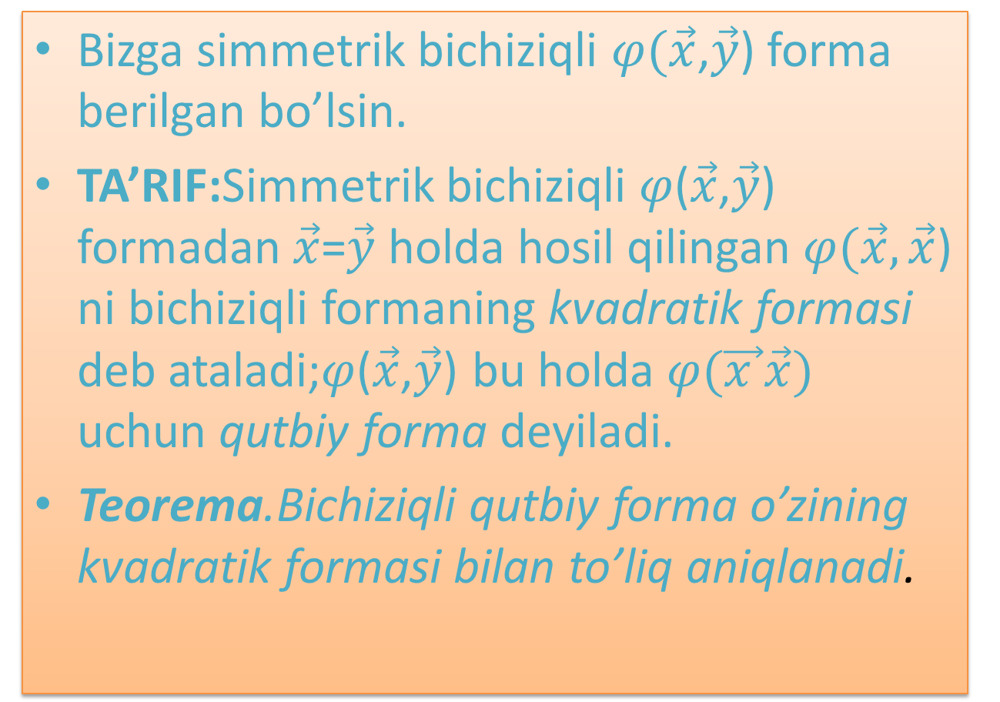 • Bizga simmetrik bichiziqli 𝜑(x⃗,y⃗) forma
berilgan bo’lsin.
• TA’RIF:Simmetrik bichiziqli 𝜑(x⃗,y⃗)
formadan x⃗=y⃗ holda hosil qilingan 𝜑(x⃗, x⃗)
ni bichiziqli formaning kvadratik formasi
deb ataladi;𝜑(x⃗,y⃗) bu holda 𝜑(x⃗ x⃗)
uchun qutbiy forma deyiladi.
• Teorema.Bichiziqli qutbiy forma o’zining
kvadratik formasi bilan to’liq aniqlanadi.